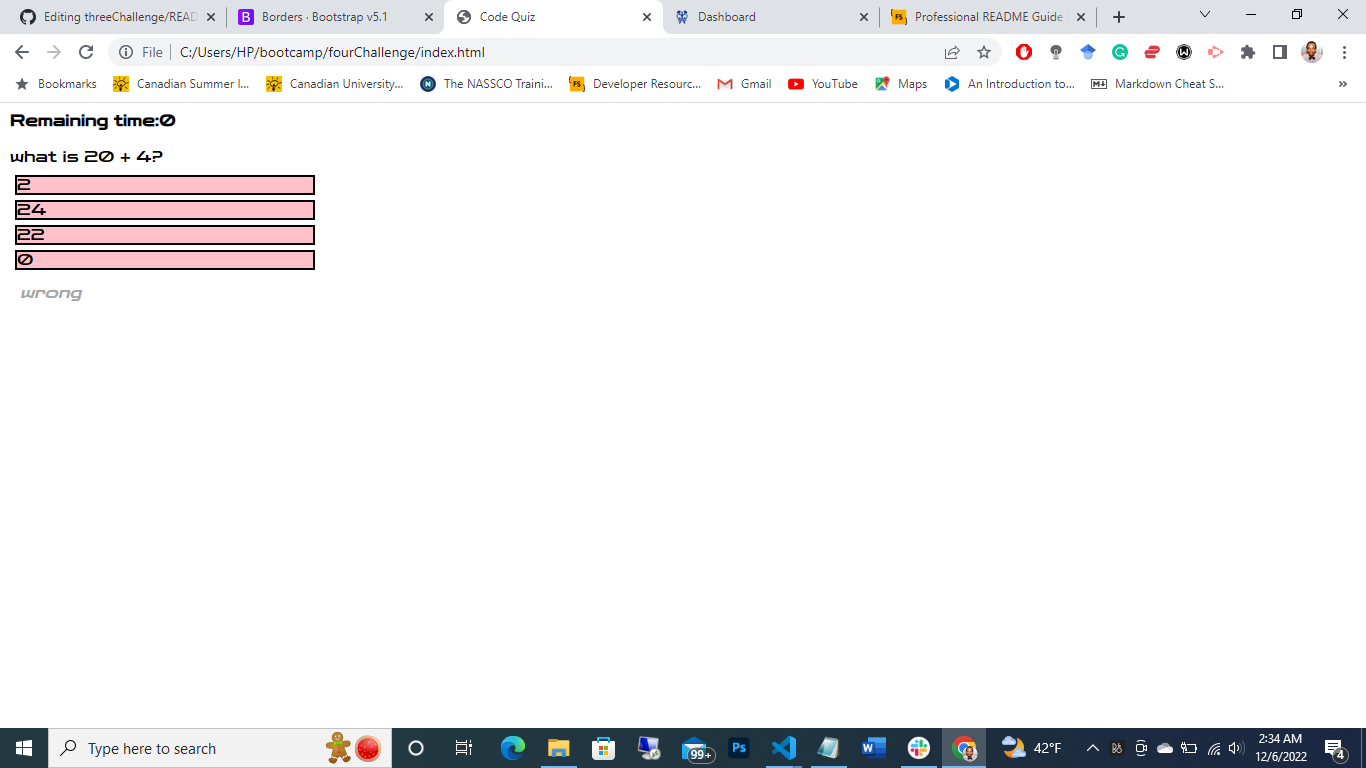 Editing threeChallenge/READ
Borders · Bootstrap v5.1
Code Quiz
Dashboard
Professional README Guide
File
C:/Users/HP/bootcamp/fourChallenge/index.html
Bookmarks
Canadian Summer I...
Canadian University...
The NASSCO Traini...
Developer Resourc...
Gmail
YouTube
Maps
An Introduction to...
Markdown Cheat S...
»
Remaining time:0
what is 20 + 4?
2
24
22
0
wrong
Type here to search
99+
Ps
42°F
2:34 AM
12/6/2022
4